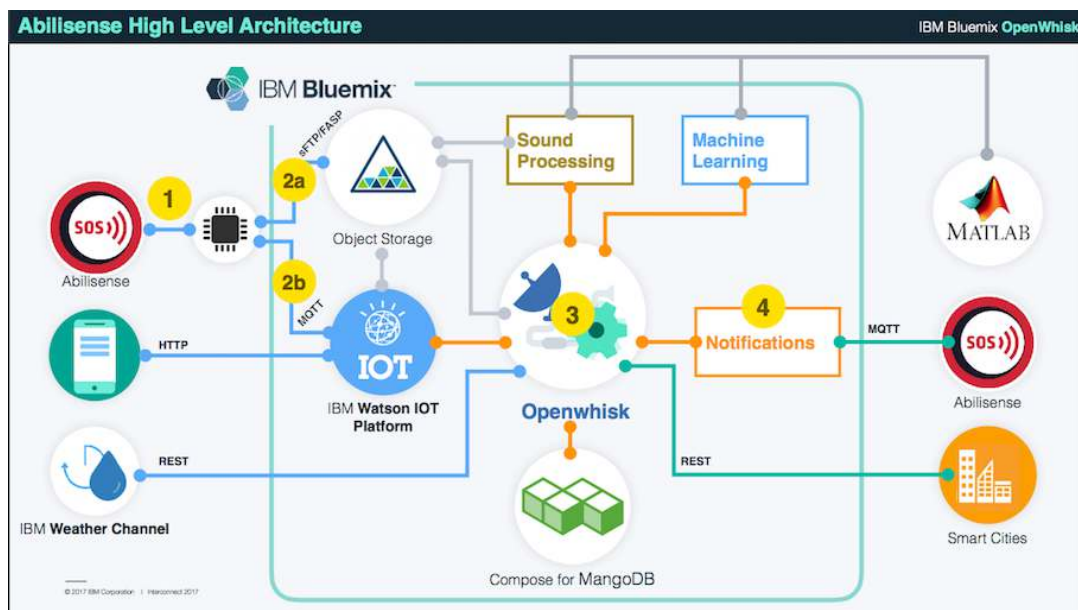 Abilisense High Level Architecture
IBM Bluemix OpenWhisk
IBM Bluemix™
sFTP/FASP
Sound
Processing
Machine
Learning
1
2a
SOS
Abilisense
Object Storage
MATLAB
2b
MQTT
3
4
HTTP
IOT
Notifications
MQTT
SOS
IBM Watson IOT
Platform
Openwhisk
Abilisense
REST
REST
IBM Weather Channel
Smart Cities
Compose for MangoDB
© 2017 IBM Corporation | Interconnect 2017